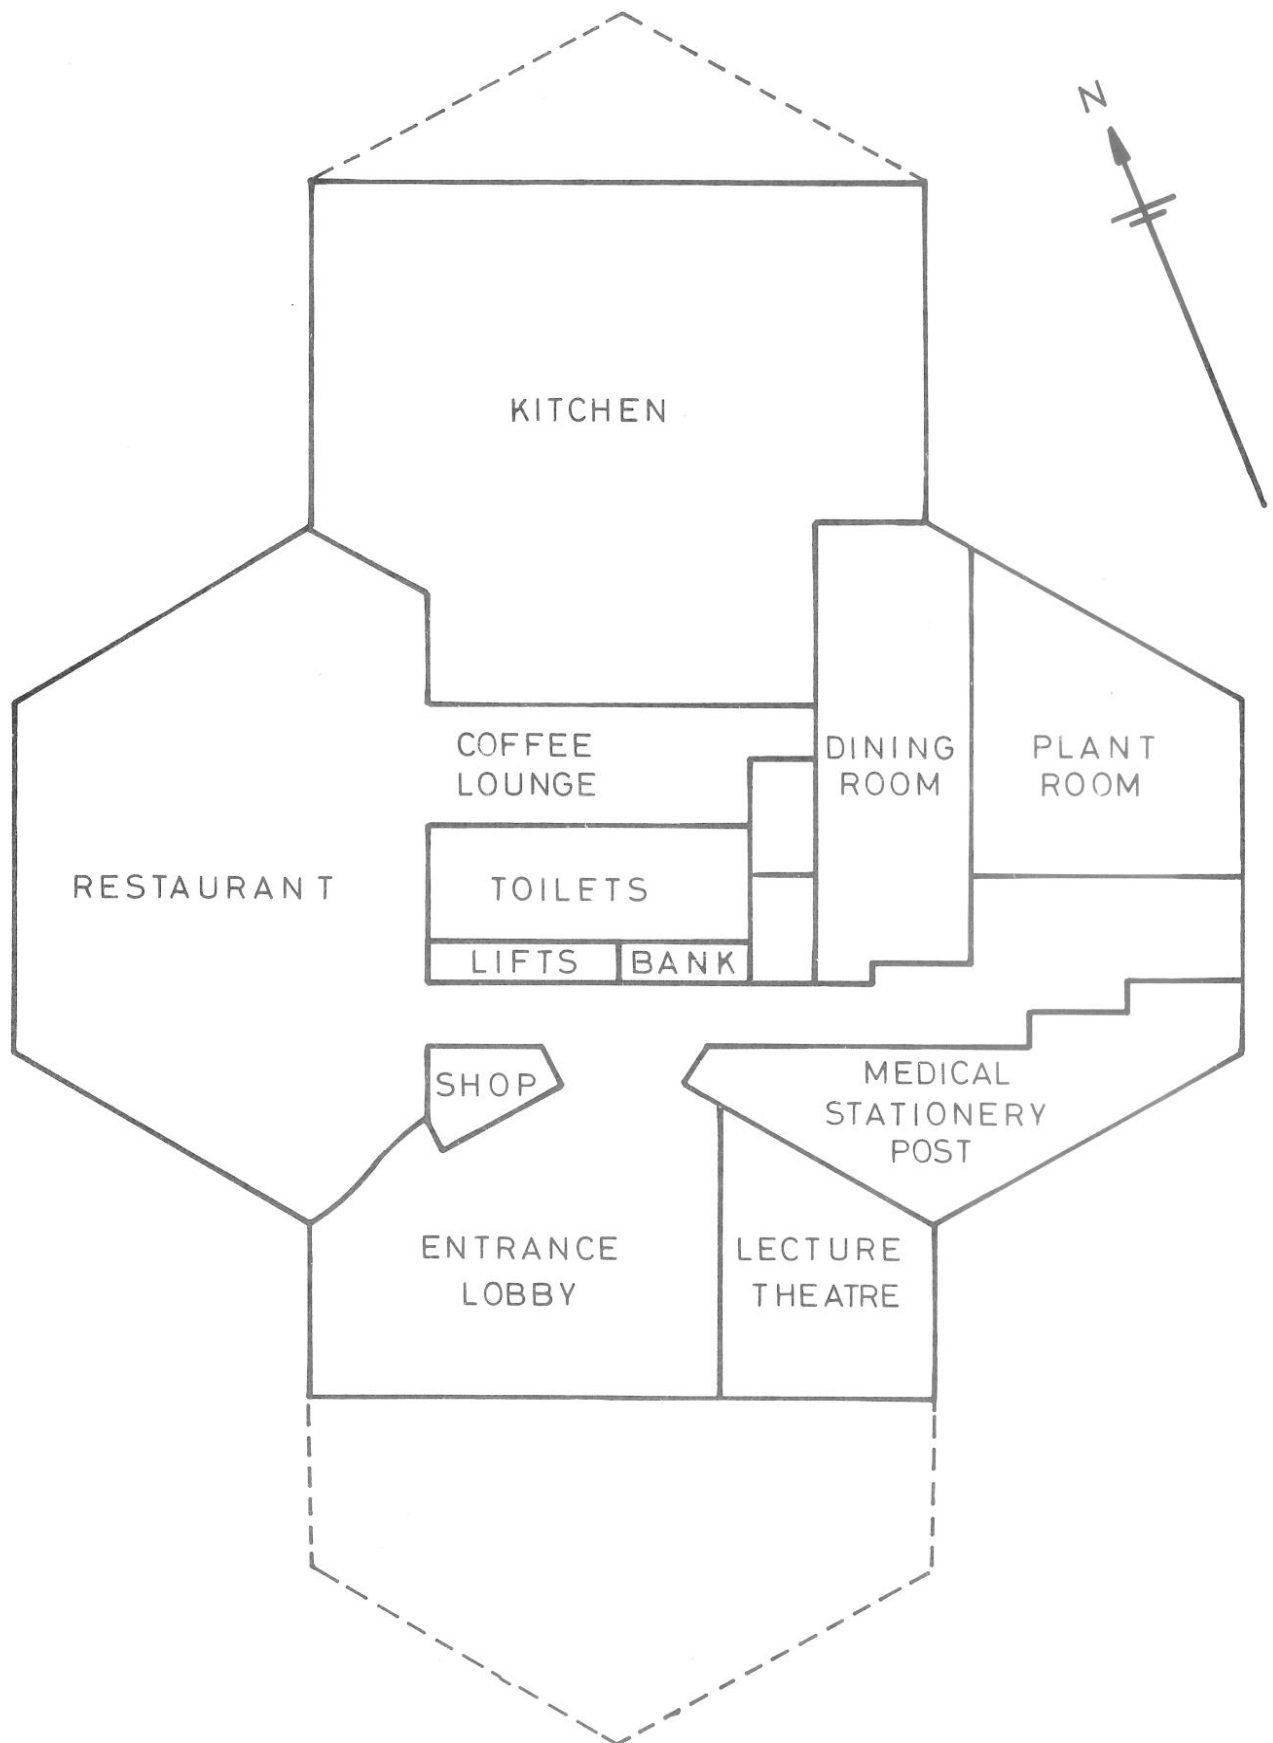 N
KITCHEN
COFFEE
LOUNGE
DINING
ROOM
PLANT
ROOM
RESTAURANT
TOILETS
LIFTS
BANK
SHOP
MEDICAL
STATIONERY
POST
ENTRANCE
LOBBY
LECTURE
THEATRE